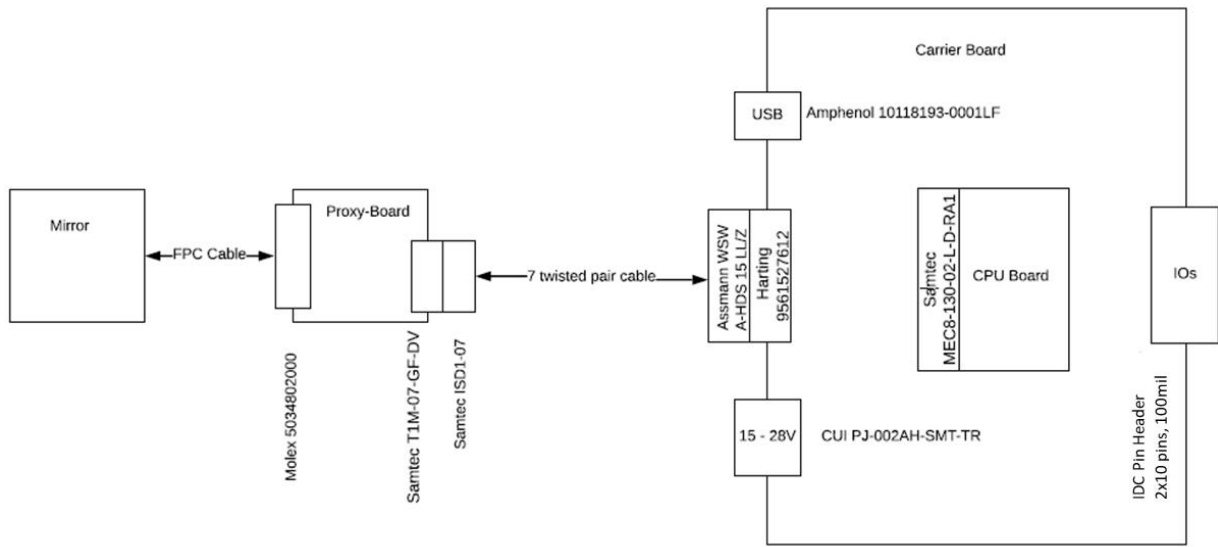 Carrier Board
USB
Amphenol 10118193-0001LF
Mirror
FPC Cable
Proxy-Board
Molex 5034802000
Samtec T1M-07-GF-DV
Samtec ISD1-07
7 twisted pair cable
Assmann WSW
A-HDS 15 LL/Z
Harting
9561527612
Samtec
MEC8-130-02-L-D-RA1
CPU Board
IOs
15 - 28V
CUI PJ-002AH-SMT-TR
IDC Pin Header
2x10 pins, 100mil